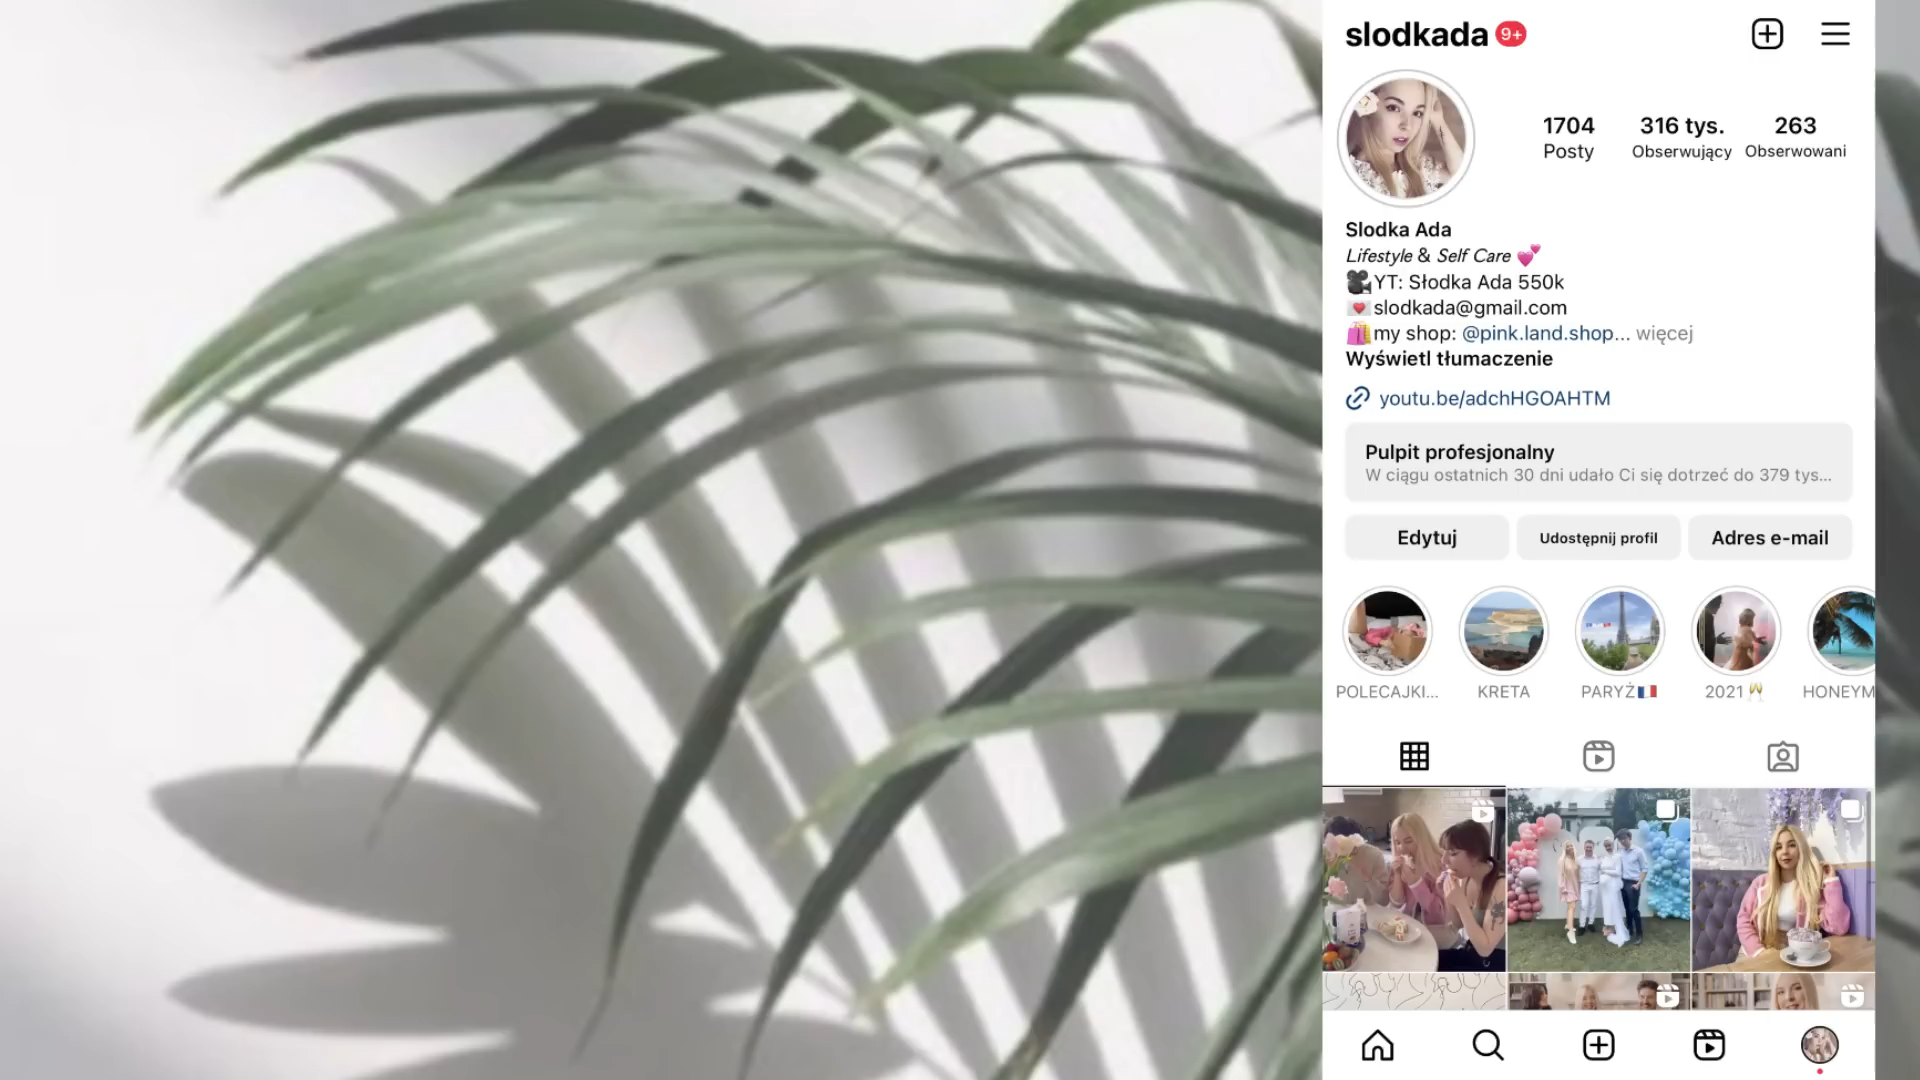 slodkada 9+
1704 316 tys. 263
Posty Obserwujący Obserwowani
Slodka Ada
Lifestyle & Self Care
YT: Słodka Ada 550k
slodkada@gmail.com
my shop: @pink.land.shop... więcej
Wyświetl tłumaczenie
youtu.be/adchHGOAHTM
Pulpit profesjonalny
W ciągu ostatnich 30 dni udało Ci się dotrzeć do 379 tys...
Edytuj Udostępnij profil Adres e-mail
POLECAJKI... KRETA PARYŻ 2021 HONEYM